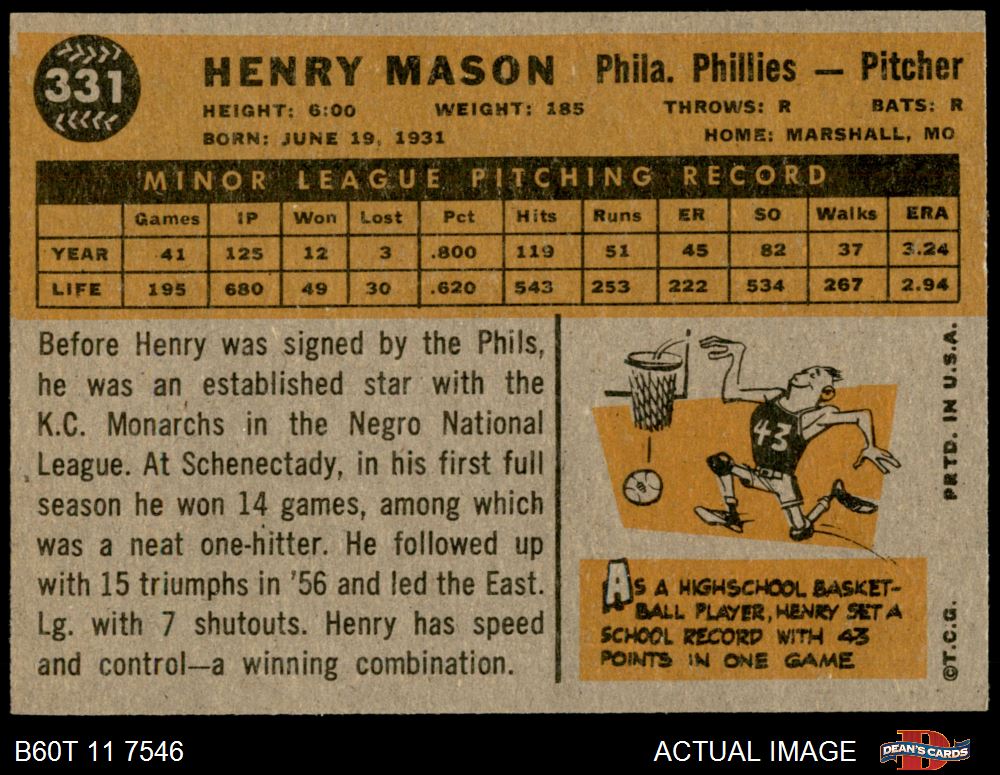 331
HENRY MASON Phila. Phillies — Pitcher
HEIGHT: 6:00 WEIGHT: 185 THROWS: R BATS: R
BORN: JUNE 19, 1931 HOME: MARSHALL, MO
MINOR LEAGUE PITCHING RECORD
Games IP Won Lost Pct Hits Runs ER SO Walks ERA
YEAR 41 125 12 3 .800 119 51 45 82 37 3.24
LIFE 195 680 49 30 .620 543 253 222 534 267 2.94
Before Henry was signed by the Phils,
he was an established star with the
K.C. Monarchs in the Negro National
League. At Schenectady, in his first full
season he won 14 games, among which
was a neat one-hitter. He followed up
with 15 triumphs in '56 and led the East.
Lg. with 7 shutouts. Henry has speed
and control—a winning combination.
43
AS A HIGHSCHOOL BASKET-
BALL PLAYER, HENRY SET A
SCHOOL RECORD WITH 43
POINTS IN ONE GAME
©T.C.G. PRTD. IN U.S.A.
B60T 11 7546 ACTUAL IMAGE D DEAN'S CARDS